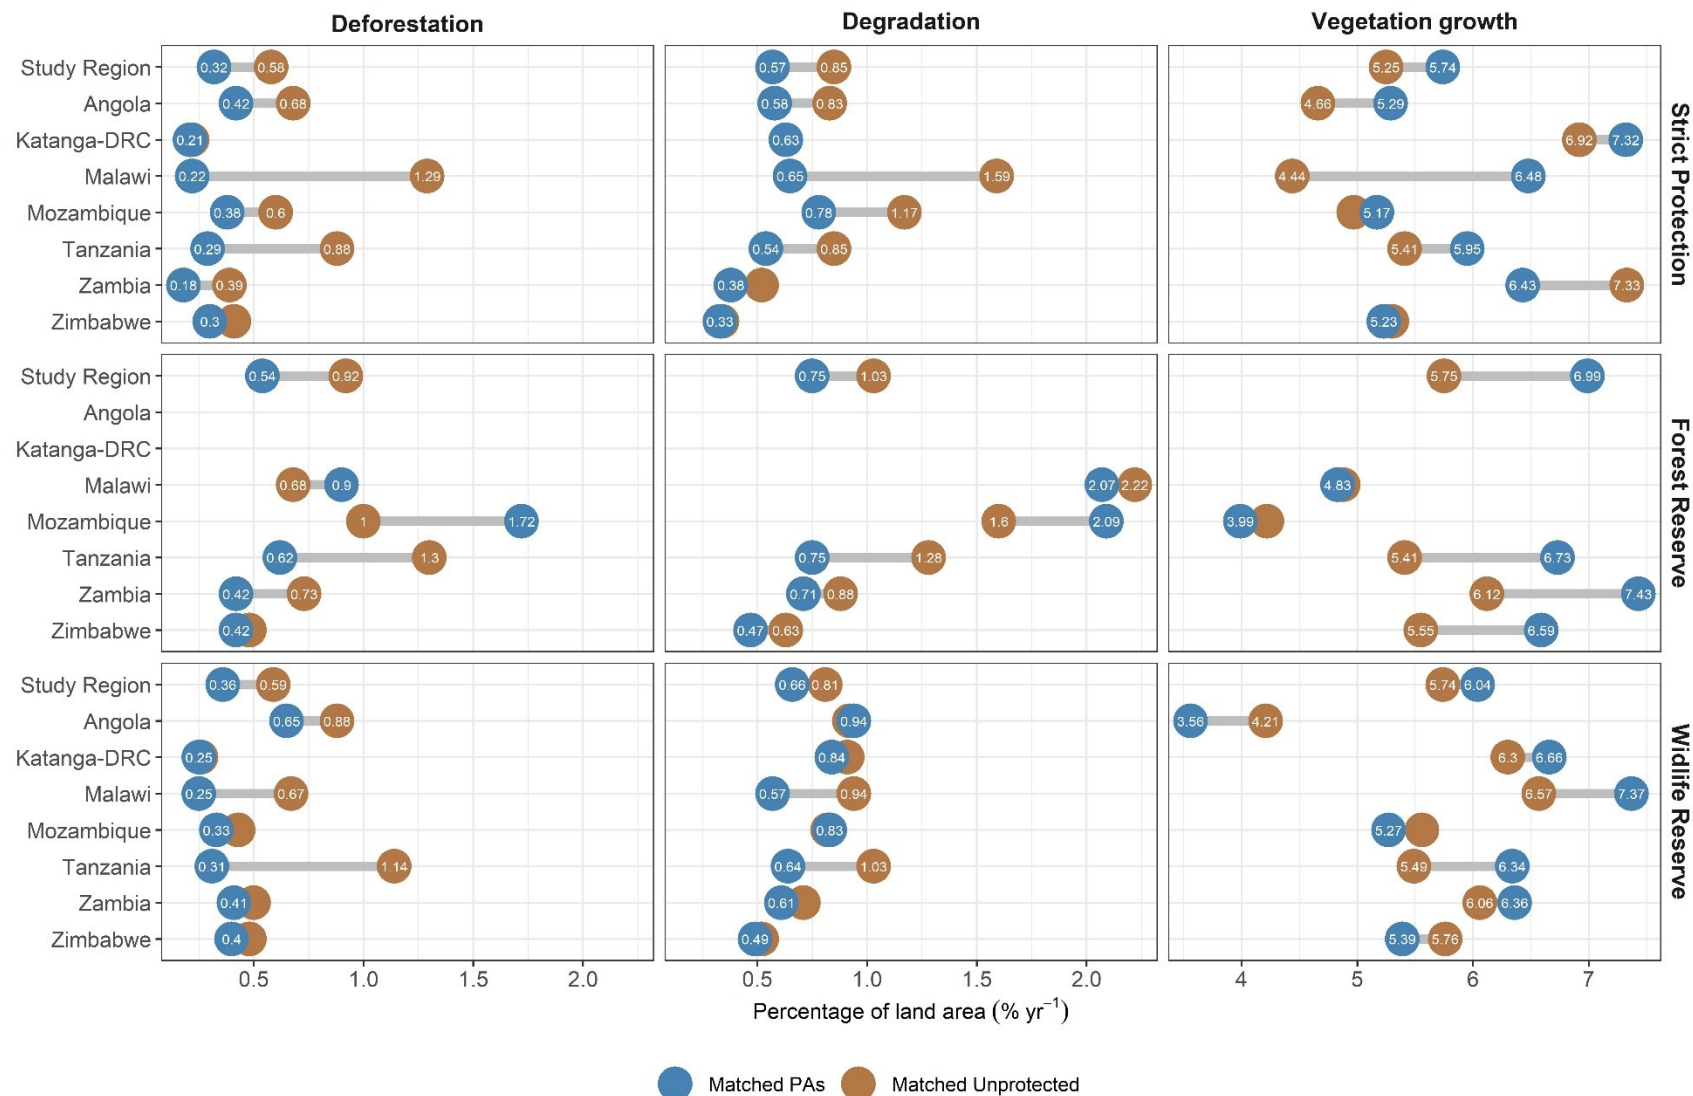 Deforestation Degradation Vegetation growth
Strict Protection
Study Region 0.32 0.58 0.57 0.85 5.25 5.74
Angola 0.42 0.68 0.58 0.83 4.66 5.29
Katanga-DRC 0.21 0.63 6.92 7.32
Malawi 0.22 1.29 0.65 1.59 4.44 6.48
Mozambique 0.38 0.6 0.78 1.17 5.17
Tanzania 0.29 0.88 0.54 0.85 5.41 5.95
Zambia 0.18 0.39 0.38 6.43 7.33
Zimbabwe 0.3 0.33 5.23
Forest Reserve
Study Region 0.54 0.92 0.75 1.03 5.75 6.99
Angola
Katanga-DRC
Malawi 0.68 0.9 2.07 2.22 4.83
Mozambique 1 1.72 1.6 2.09 3.99
Tanzania 0.62 1.3 0.75 1.28 5.41 6.73
Zambia 0.42 0.73 0.71 0.88 6.12 7.43
Zimbabwe 0.42 0.47 0.63 5.55 6.59
Widlife Reserve
Study Region 0.36 0.59 0.66 0.81 5.74 6.04
Angola 0.65 0.88 0.94 3.56 4.21
Katanga-DRC 0.25 0.84 6.3 6.66
Malawi 0.25 0.67 0.57 0.94 6.57 7.37
Mozambique 0.33 0.83 5.27
Tanzania 0.31 1.14 0.64 1.03 5.49 6.34
Zambia 0.41 0.61 6.06 6.36
Zimbabwe 0.4 0.49 5.39 5.76
0.5 1.0 1.5 2.0 0.5 1.0 1.5 2.0 4 5 6 7
Percentage of land area (% yr⁻¹)
Matched PAs Matched Unprotected